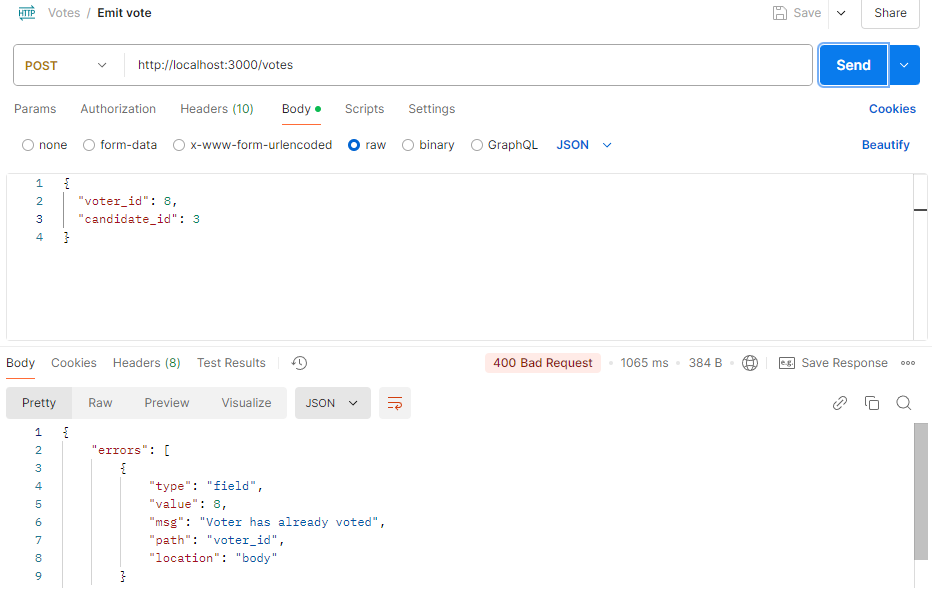 HTTP Votes / Emit vote Save Share
POST http://localhost:3000/votes Send
Params Authorization Headers (10) Body Scripts Settings Cookies
none form-data x-www-form-urlencoded raw binary GraphQL JSON Beautify
1 {
2 "voter_id": 8,
3 "candidate_id": 3
4 }
Body Cookies Headers (8) Test Results 400 Bad Request 1065 ms 384 B e.g. Save Response
Pretty Raw Preview Visualize JSON
1 {
2 "errors": [
3 {
4 "type": "field",
5 "value": 8,
6 "msg": "Voter has already voted",
7 "path": "voter_id",
8 "location": "body"
9 }